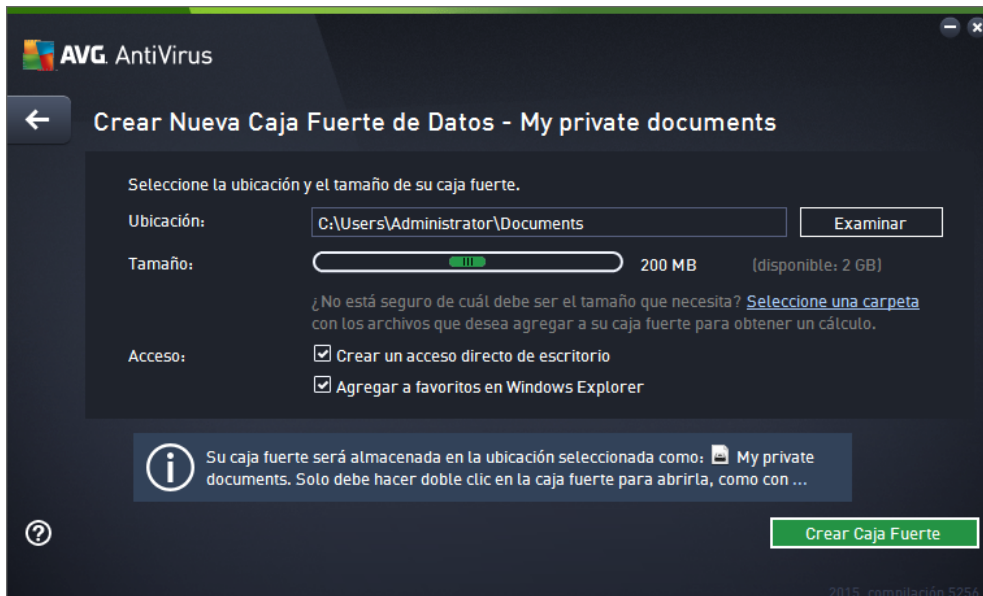 AVG. AntiVirus
Crear Nueva Caja Fuerte de Datos - My private documents
Seleccione la ubicación y el tamaño de su caja fuerte.
Ubicación: C:\Users\Administrator\Documents Examinar
Tamaño: 200 MB (disponible: 2 GB)
¿No está seguro de cuál debe ser el tamaño que necesita? Seleccione una carpeta
con los archivos que desea agregar a su caja fuerte para obtener un cálculo.
Acceso: Crear un acceso directo de escritorio
Agregar a favoritos en Windows Explorer
Su caja fuerte será almacenada en la ubicación seleccionada como: My private
documents. Solo debe hacer doble clic en la caja fuerte para abrirla, como con ...
Crear Caja Fuerte
2015, compilación 5256